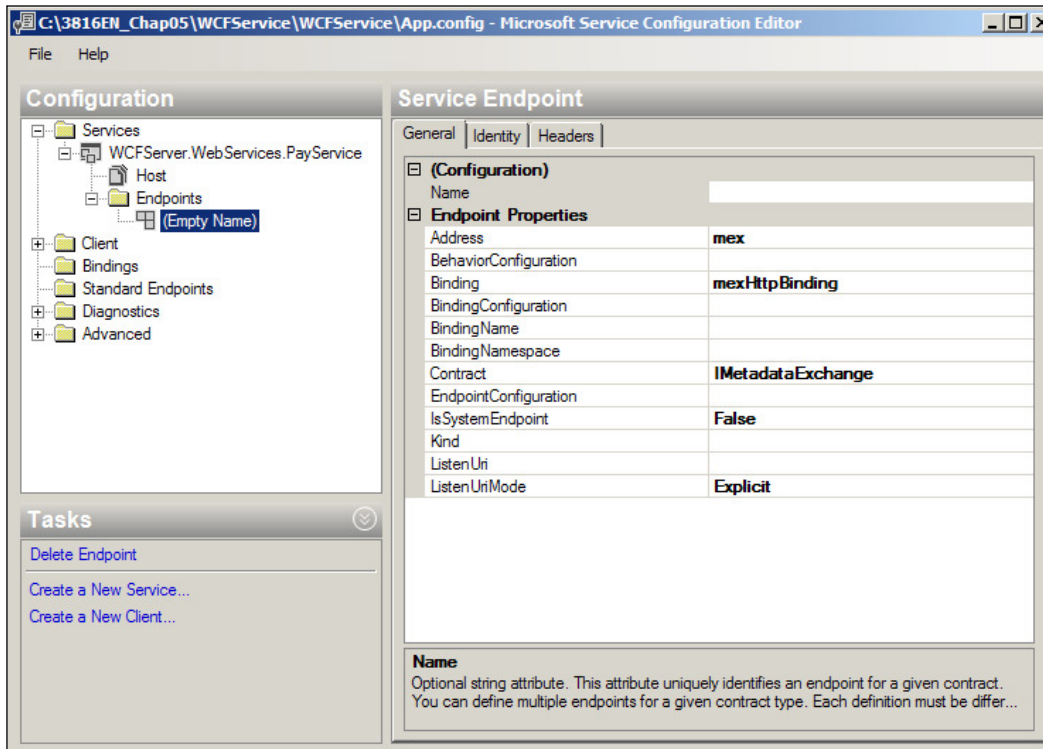 C:\3816EN_Chap05\WCFService\WCFService\App.config - Microsoft Service Configuration Editor
File Help
Configuration
Services
WCFServer.WebServices.PayService
Host
Endpoints
(Empty Name)
Client
Bindings
Standard Endpoints
Diagnostics
Advanced
Tasks
Delete Endpoint
Create a New Service...
Create a New Client...
Service Endpoint
General Identity Headers
(Configuration)
Name
Endpoint Properties
Address mex
BehaviorConfiguration
Binding mexHttpBinding
BindingConfiguration
BindingName
BindingNamespace
Contract IMetadataExchange
EndpointConfiguration
IsSystemEndpoint False
Kind
ListenUri
ListenUriMode Explicit
Name
Optional string attribute. This attribute uniquely identifies an endpoint for a given contract.
You can define multiple endpoints for a given contract type. Each definition must be differ...